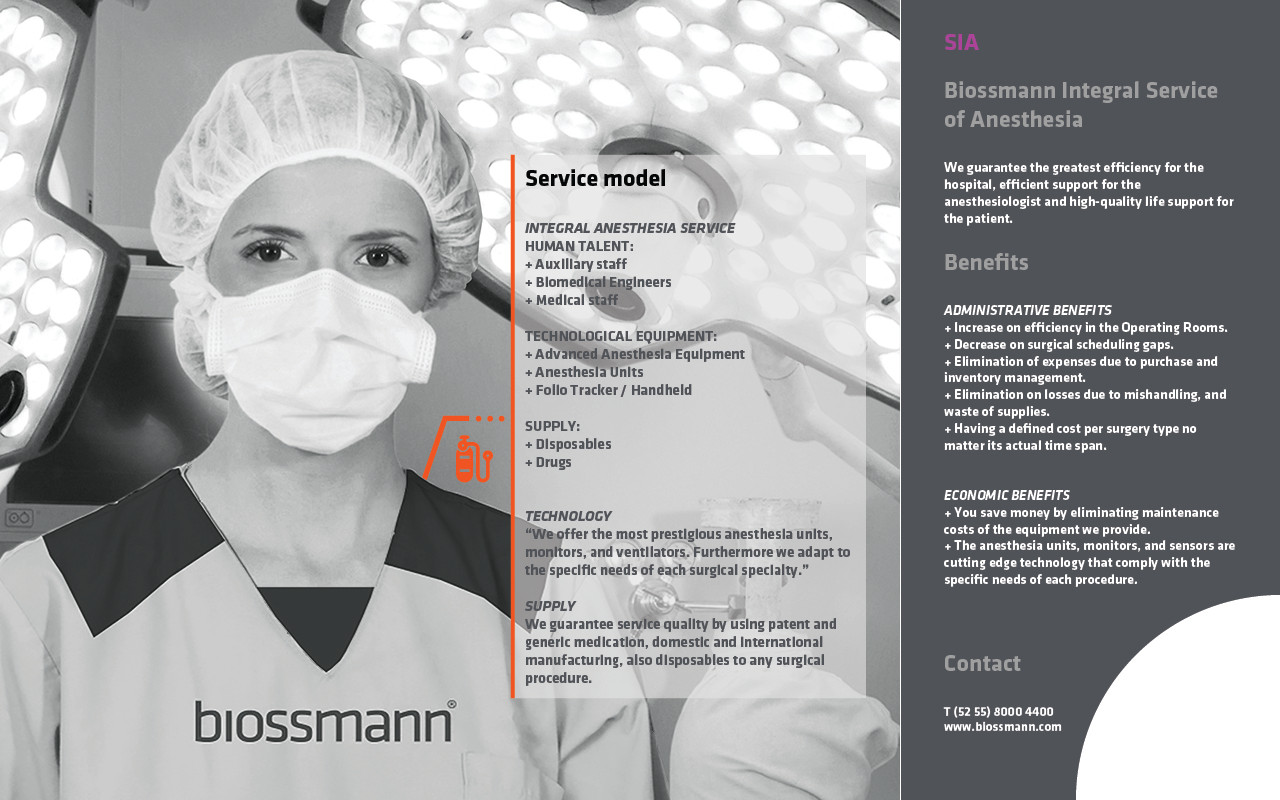 Service model
INTEGRAL ANESTHESIA SERVICE
HUMAN TALENT:
+ Auxiliary staff
+ Biomedical Engineers
+ Medical staff
TECHNOLOGICAL EQUIPMENT:
+ Advanced Anesthesia Equipment
+ Anesthesia Units
+ Folio Tracker / Handheld
SUPPLY:
+ Disposables
+ Drugs
TECHNOLOGY
“We offer the most prestigious anesthesia units,
monitors, and ventilators. Furthermore we adapt to
the specific needs of each surgical specialty.”
SUPPLY
We guarantee service quality by using patent and
generic medication, domestic and international
manufacturing, also disposables to any surgical
procedure.
biossmann®
SIA
Biossmann Integral Service
of Anesthesia
We guarantee the greatest efficiency for the
hospital, efficient support for the
anesthesiologist and high-quality life support for
the patient.
Benefits
ADMINISTRATIVE BENEFITS
+ Increase on efficiency in the Operating Rooms.
+ Decrease on surgical scheduling gaps.
+ Elimination of expenses due to purchase and
inventory management.
+ Elimination on losses due to mishandling, and
waste of supplies.
+ Having a defined cost per surgery type no
matter its actual time span.
ECONOMIC BENEFITS
+ You save money by eliminating maintenance
costs of the equipment we provide.
+ The anesthesia units, monitors, and sensors are
cutting edge technology that comply with the
specific needs of each procedure.
Contact
T (52 55) 8000 4400
www.biossmann.com